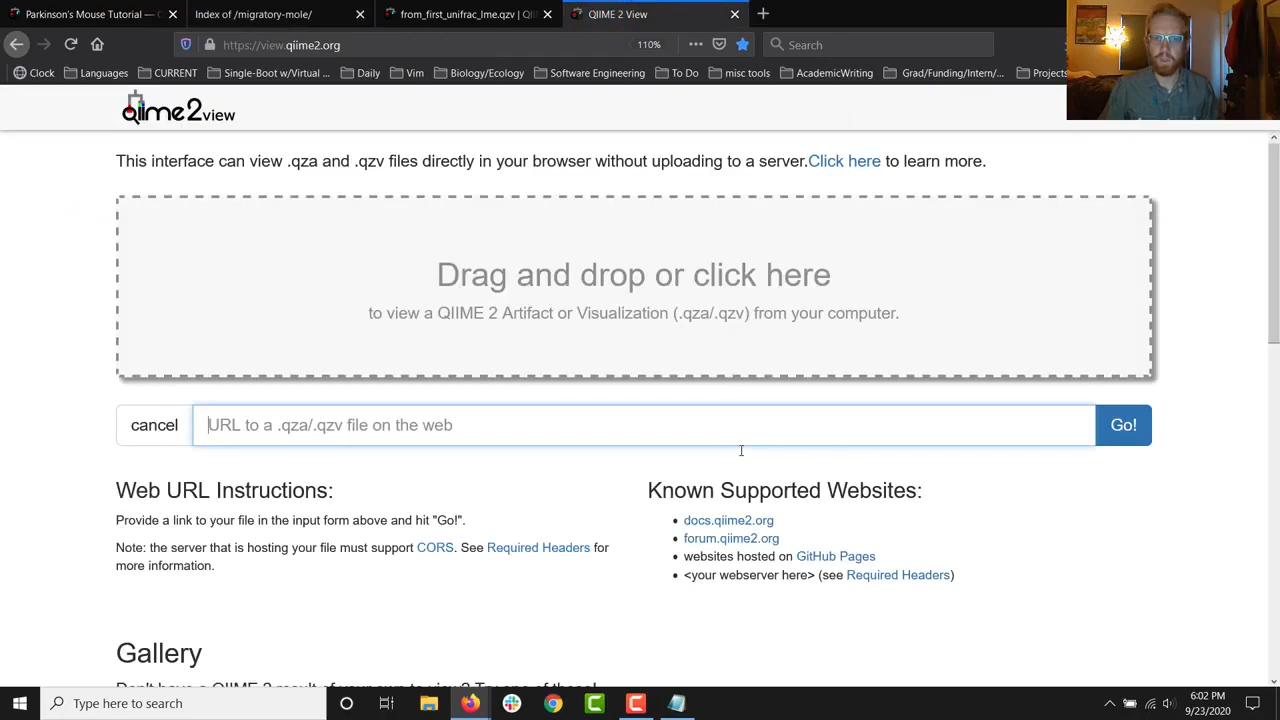 Parkinson's Mouse Tutorial —
Index of /migratory-mole/
from_first_unifrac_lme.qzv | QII
QIIME 2 View
https://view.qiime2.org
110%
Search
Clock
Languages
CURRENT
Single-Boot w/Virtual ...
Daily
Vim
Biology/Ecology
Software Engineering
To Do
misc tools
AcademicWriting
Grad/Funding/Intern/...
Projects
qiime2view
This interface can view .qza and .qzv files directly in your browser without uploading to a server.Click here to learn more.
Drag and drop or click here
to view a QIIME 2 Artifact or Visualization (.qza/.qzv) from your computer.
cancel
URL to a .qza/.qzv file on the web
Go!
Web URL Instructions:
Provide a link to your file in the input form above and hit "Go!".
Note: the server that is hosting your file must support CORS. See Required Headers for
more information.
Known Supported Websites:
docs.qiime2.org
forum.qiime2.org
websites hosted on GitHub Pages
<your webserver here> (see Required Headers)
Gallery
Type here to search
6:02 PM
9/23/2020